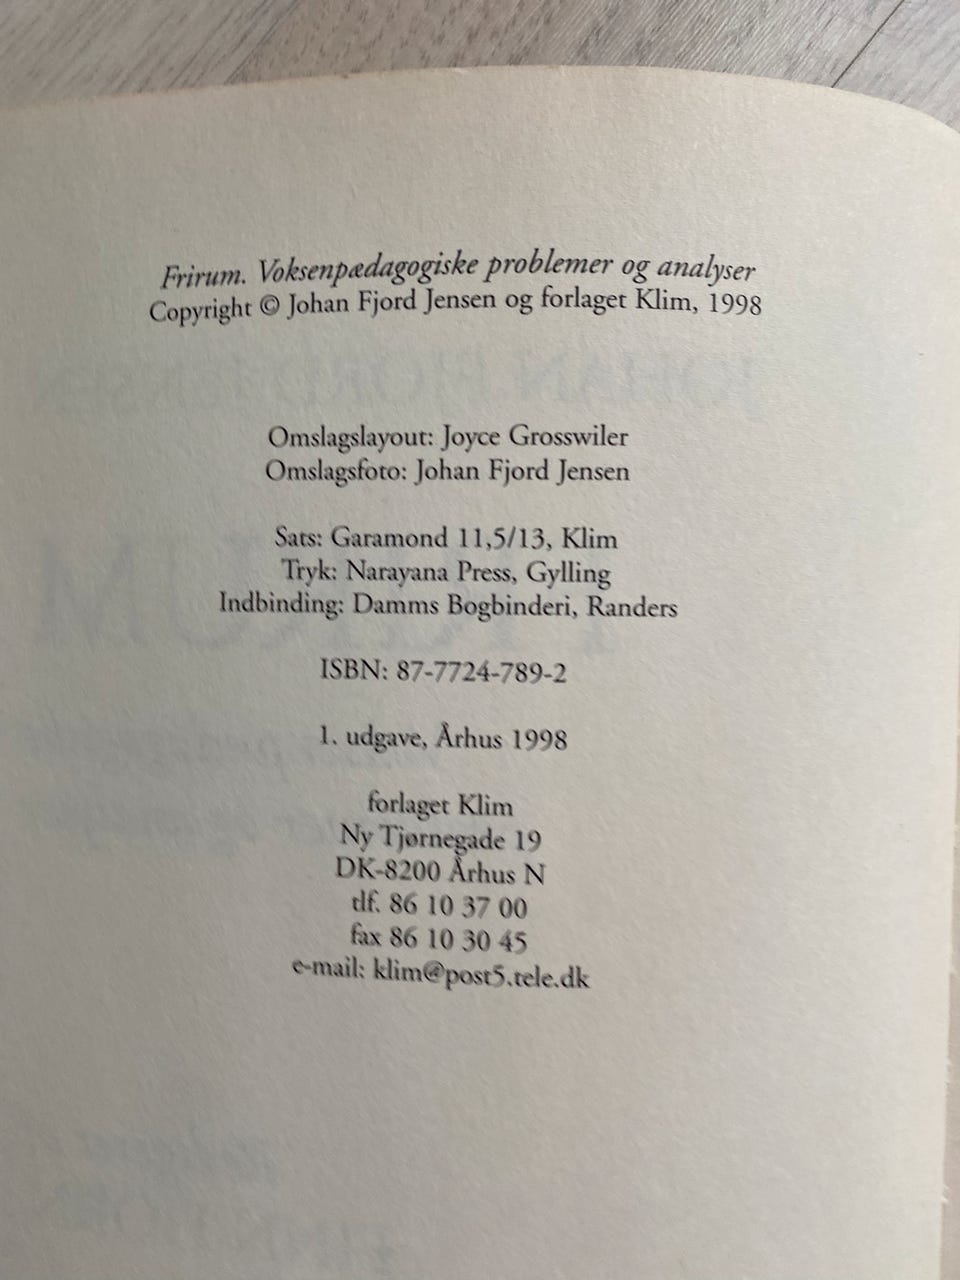 Frirum. Voksenpædagogiske problemer og analyser
Copyright © Johan Fjord Jensen og forlaget Klim, 1998
Omslagslayout: Joyce Grosswiler
Omslagsfoto: Johan Fjord Jensen
Sats: Garamond 11,5/13, Klim
Tryk: Narayana Press, Gylling
Indbinding: Damms Bogbinderi, Randers
ISBN: 87-7724-789-2
1. udgave, Århus 1998
forlaget Klim
Ny Tjørnegade 19
DK-8200 Århus N
tlf. 86 10 37 00
fax 86 10 30 45
e-mail: klim@post5.tele.dk